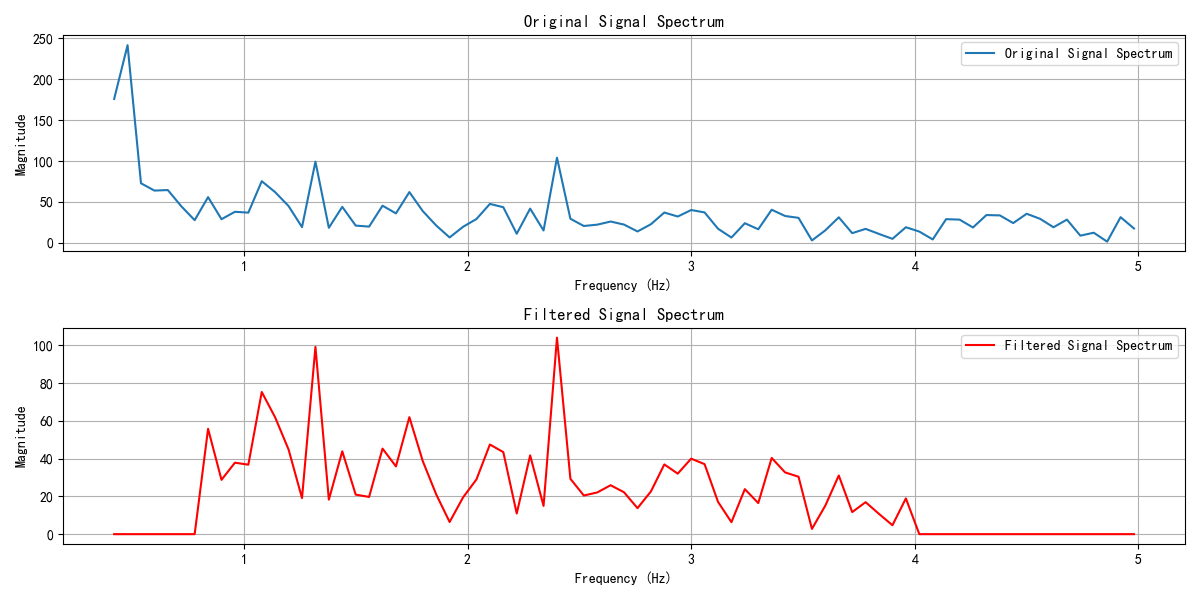 Original Signal Spectrum
250
200
150
100
50
0
Magnitude
Original Signal Spectrum
1
2
3
4
5
Frequency (Hz)
Filtered Signal Spectrum
100
80
60
40
20
0
Magnitude
Filtered Signal Spectrum
1
2
3
4
5
Frequency (Hz)